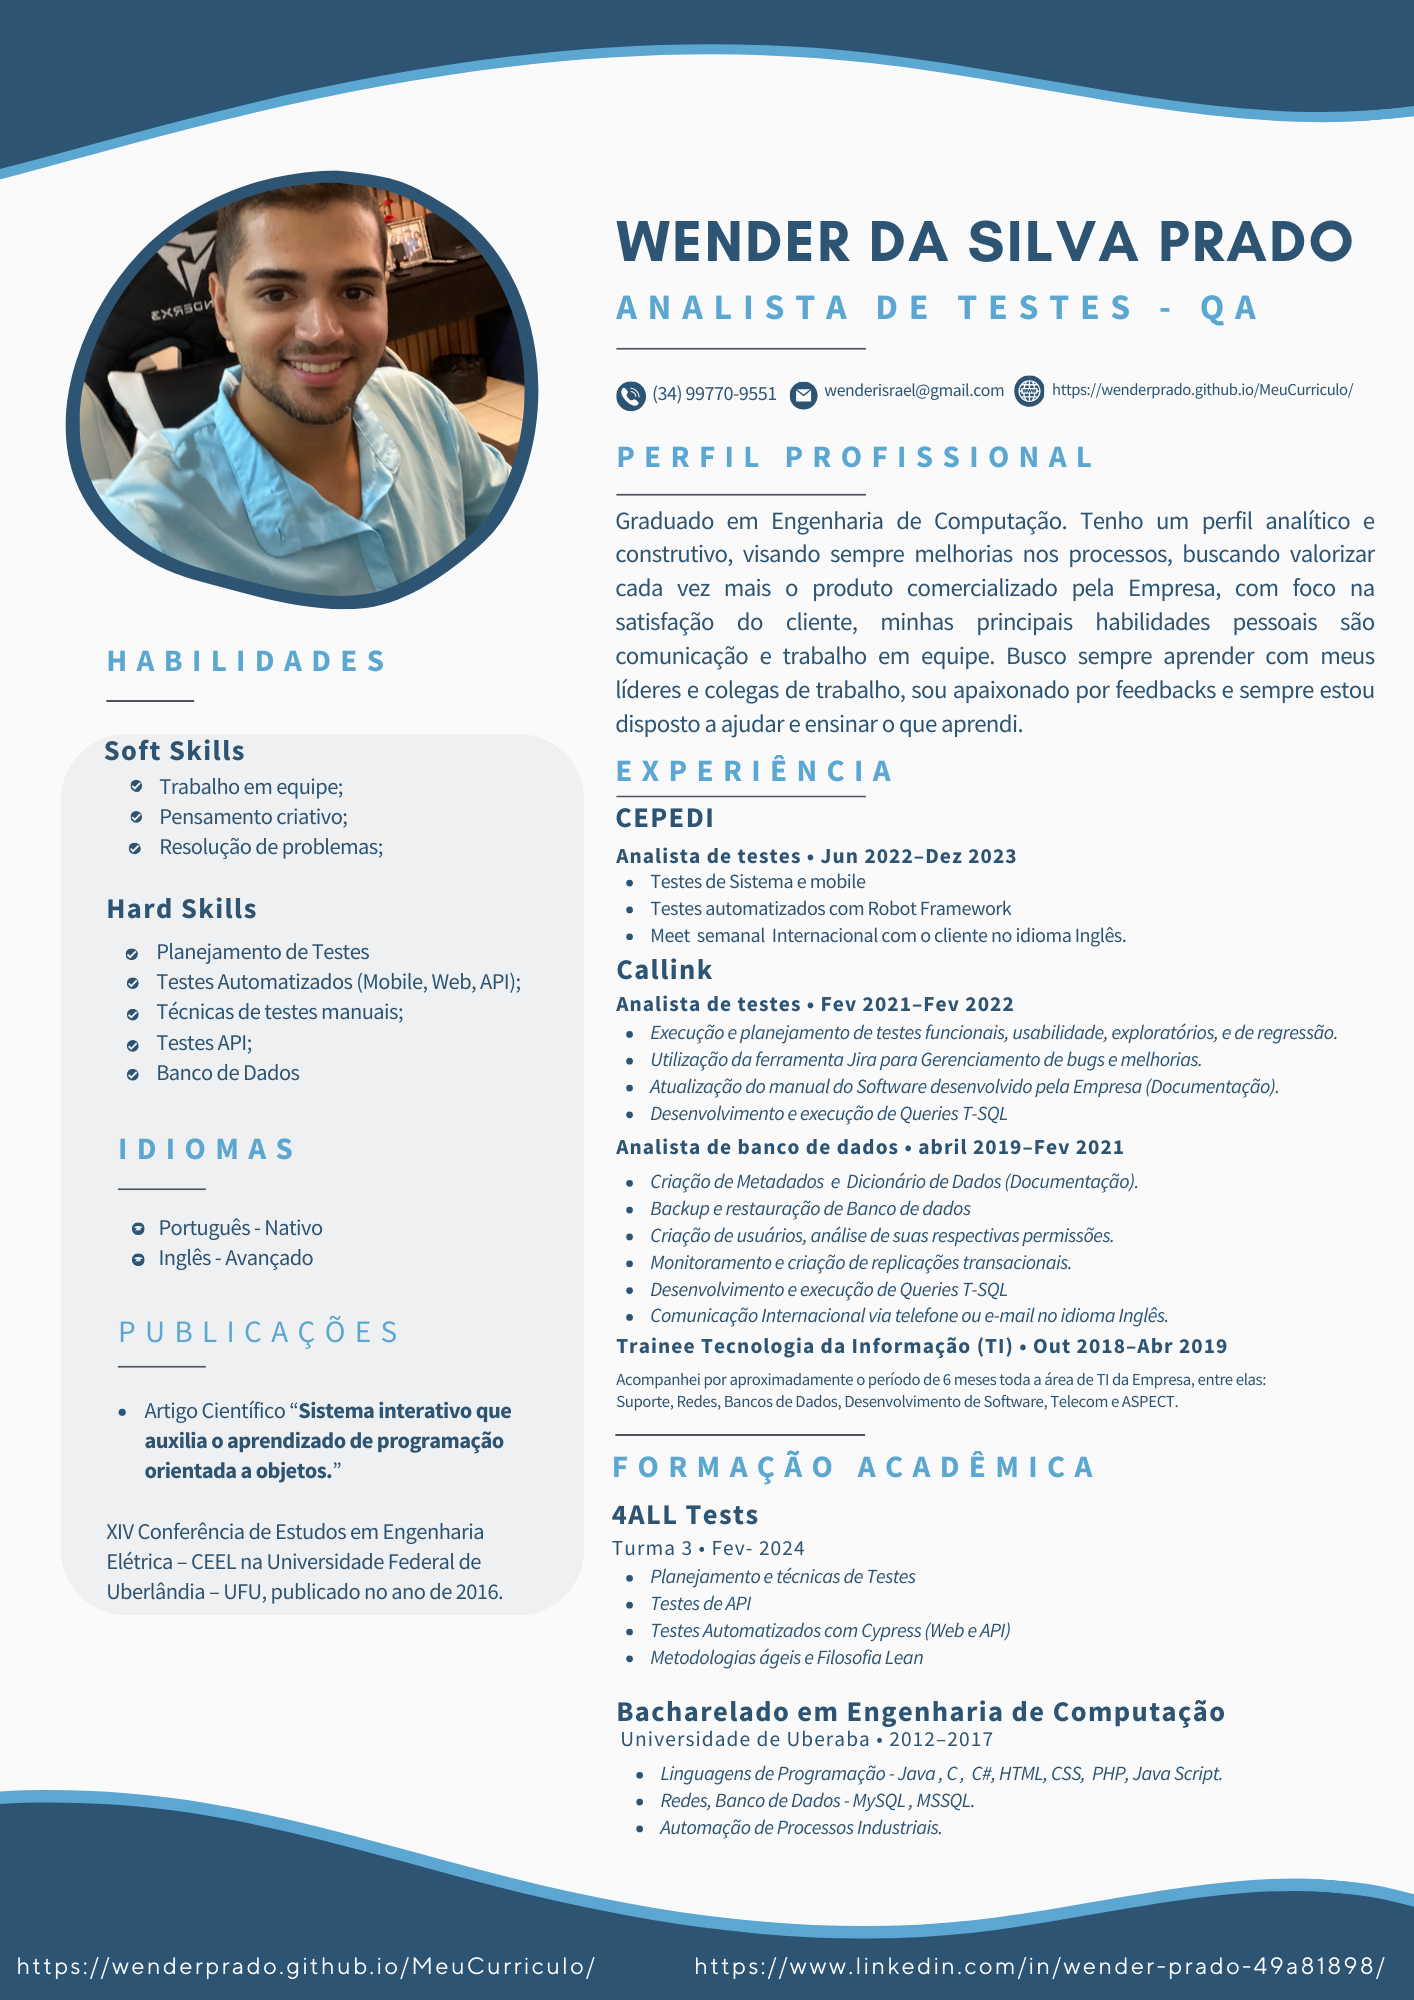 WENDER DA SILVA PRADO
ANALISTA DE TESTES - QA
(34) 99770-9551 wenderisrael@gmail.com https://wenderprado.github.io/MeuCurriculo/
PERFIL PROFISSIONAL
Graduado em Engenharia de Computação. Tenho um perfil analítico e
construtivo, visando sempre melhorias nos processos, buscando valorizar
cada vez mais o produto comercializado pela Empresa, com foco na
satisfação do cliente, minhas principais habilidades pessoais são
comunicação e trabalho em equipe. Busco sempre aprender com meus
líderes e colegas de trabalho, sou apaixonado por feedbacks e sempre estou
disposto a ajudar e ensinar o que aprendi.
HABILIDADES
Soft Skills
Trabalho em equipe;
Pensamento criativo;
Resolução de problemas;
Hard Skills
Planejamento de Testes
Testes Automatizados (Mobile, Web, API);
Técnicas de testes manuais;
Testes API;
Banco de Dados
IDIOMAS
Português - Nativo
Inglês - Avançado
PUBLICAÇÕES
• Artigo Científico “Sistema interativo que
auxilia o aprendizado de programação
orientada a objetos.”
XIV Conferência de Estudos em Engenharia
Elétrica – CEEL na Universidade Federal de
Uberlândia – UFU, publicado no ano de 2016.
EXPERIÊNCIA
CEPEDI
Analista de testes • Jun 2022–Dez 2023
• Testes de Sistema e mobile
• Testes automatizados com Robot Framework
• Meet semanal Internacional com o cliente no idioma Inglês.
Callink
Analista de testes • Fev 2021–Fev 2022
• Execução e planejamento de testes funcionais, usabilidade, exploratórios, e de regressão.
• Utilização da ferramenta Jira para Gerenciamento de bugs e melhorias.
• Atualização do manual do Software desenvolvido pela Empresa (Documentação).
• Desenvolvimento e execução de Queries T-SQL
Analista de banco de dados • abril 2019–Fev 2021
• Criação de Metadados e Dicionário de Dados (Documentação).
• Backup e restauração de Banco de dados
• Criação de usuários, análise de suas respectivas permissões.
• Monitoramento e criação de replicações transacionais.
• Desenvolvimento e execução de Queries T-SQL
• Comunicação Internacional via telefone ou e-mail no idioma Inglês.
Trainee Tecnologia da Informação (TI) • Out 2018–Abr 2019
Acompanhei por aproximadamente o período de 6 meses toda a área de TI da Empresa, entre elas:
Suporte, Redes, Bancos de Dados, Desenvolvimento de Software, Telecom e ASPECT.
FORMAÇÃO ACADÊMICA
4ALL Tests
Turma 3 • Fev- 2024
• Planejamento e técnicas de Testes
• Testes de API
• Testes Automatizados com Cypress (Web e API)
• Metodologias ágeis e Filosofia Lean
Bacharelado em Engenharia de Computação
Universidade de Uberaba • 2012–2017
• Linguagens de Programação - Java , C , C#, HTML, CSS, PHP, Java Script.
• Redes, Banco de Dados - MySQL , MSSQL.
• Automação de Processos Industriais.
https://wenderprado.github.io/MeuCurriculo/ https://www.linkedin.com/in/wender-prado-49a81898/